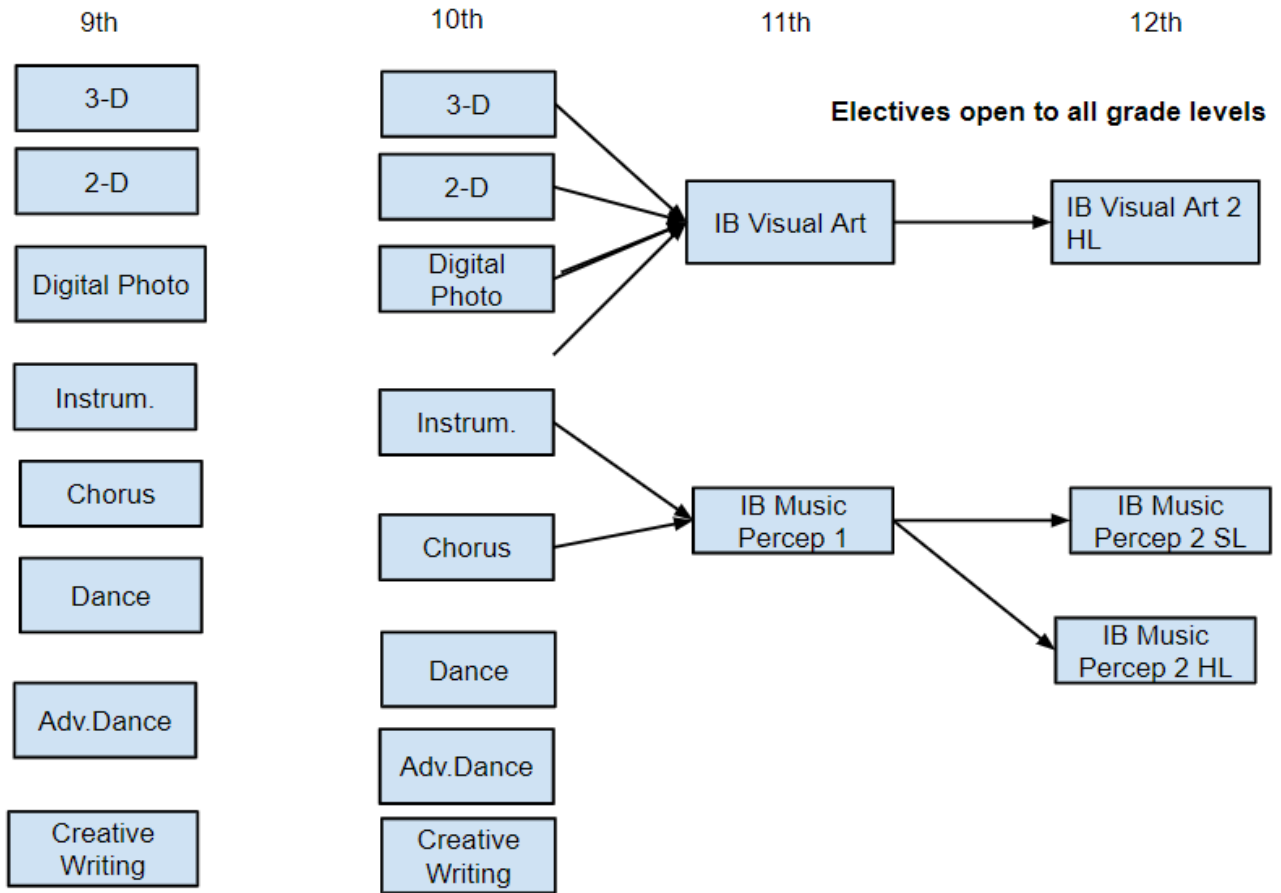 9th
10th
11th
12th
Electives open to all grade levels
3-D
2-D
Digital Photo
Instrum.
Chorus
Dance
Adv.Dance
Creative
Writing
3-D
2-D
Digital
Photo
Instrum.
Chorus
Dance
Adv.Dance
Creative
Writing
IB Visual Art
IB Music
Percep 1
IB Visual Art 2
HL
IB Music
Percep 2 SL
IB Music
Percep 2 HL